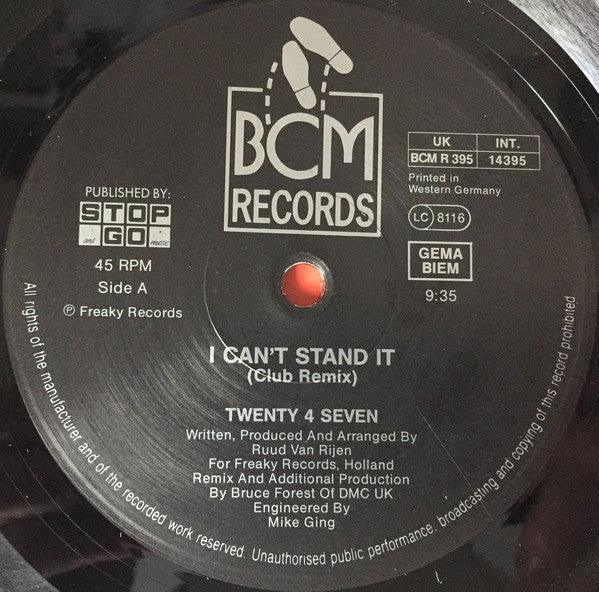 BCM
RECORDS
UK INT.
BCM R 395 14395
Printed in
Western Germany
LC 8116
GEMA
BIEM
9:35
PUBLISHED BY:
STOP
and GO music
45 RPM
Side A
℗ Freaky Records
I CAN'T STAND IT
(Club Remix)
TWENTY 4 SEVEN
Written, Produced And Arranged By
Ruud Van Rijen
For Freaky Records, Holland
Remix And Additional Production
By Bruce Forest Of DMC UK
Engineered By
Mike Ging
All rights of the manufacturer and of the recorded work reserved. Unauthorised public performance, broadcasting and copying of this record prohibited